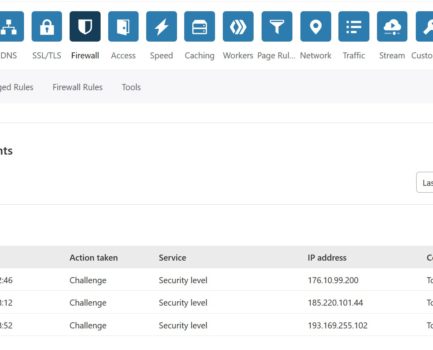 DNS SSL/TLS Firewall Access Speed Caching Workers Page Rul... Network Traffic Stream Custo
ged Rules Firewall Rules Tools
nts
Las
Action taken Service IP address C
2:46 Challenge Security level 176.10.99.200 To
8:12 Challenge Security level 185.220.101.44 To
3:52 Challenge Security level 193.169.255.102 To